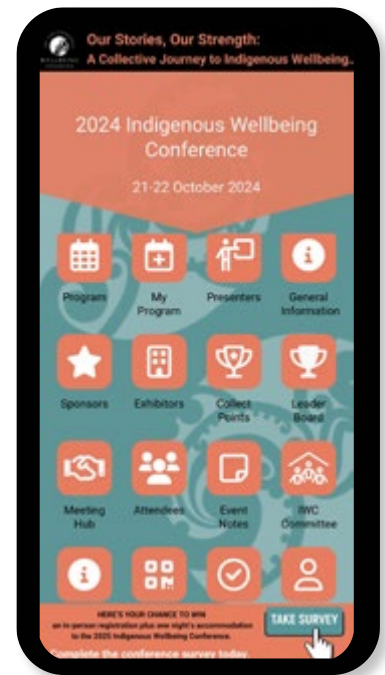 Our Stories, Our Strength:
A Collective Journey to Indigenous Wellbeing.
2024 Indigenous Wellbeing
Conference
21-22 October 2024
Program
My
Program
Presenters
General
Information
Sponsors
Exhibitors
Collect
Points
Leader
Board
Meeting
Hub
Attendees
Event
Notes
IWC
Committee
HERE'S YOUR CHANCE TO WIN
an in-person registration plus one night's accommodation
to the 2025 Indigenous Wellbeing Conference.
TAKE SURVEY
Complete the conference survey today.